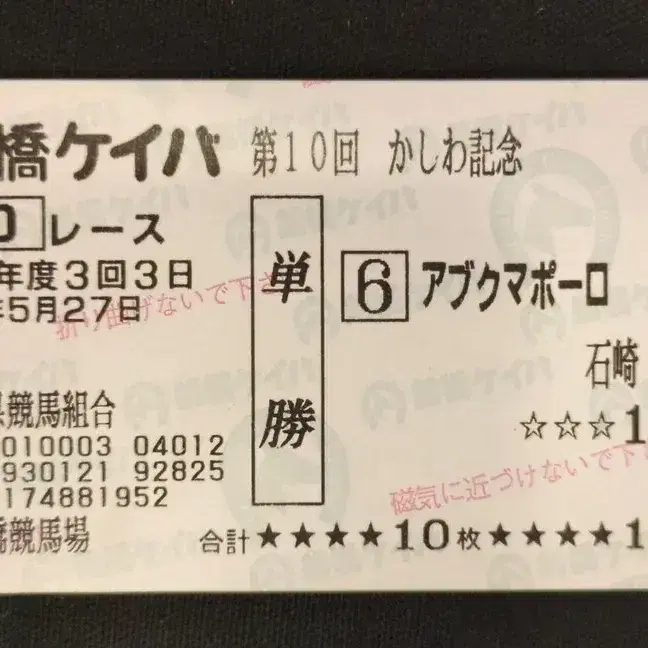 橋ケイバ 第10回 かしわ記念
レース
年度3回3日
5月27日
折り曲げないで下さ
単勝
6 アブクマポーロ
石崎
☆☆☆1
競馬組合
010003 04012
930121 92825
174881952
磁気に近づけないで下
競馬場
合計★★★★10枚★★★★1